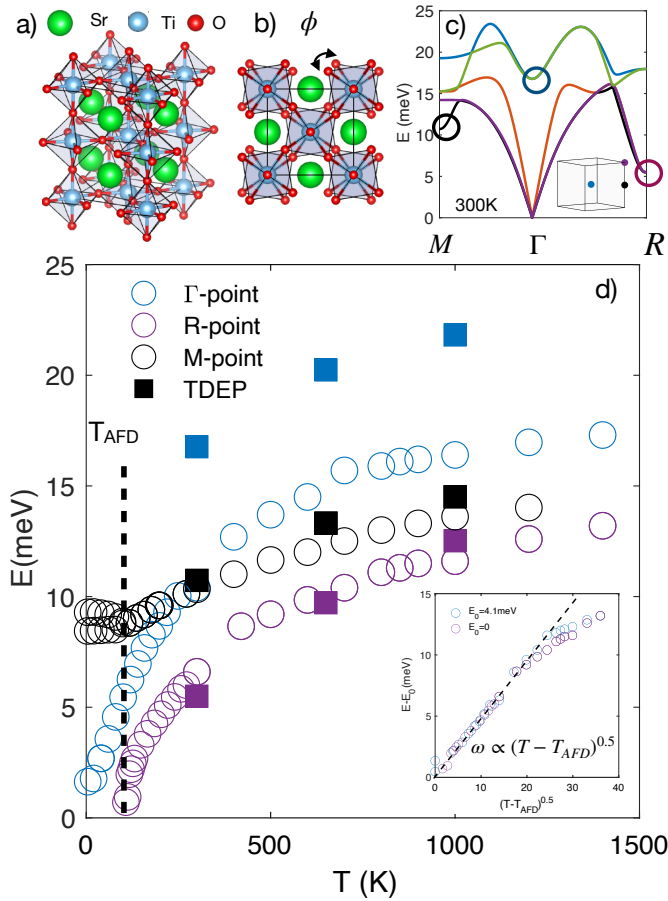 a) Sr Ti O
b) ϕ
c)
E (meV)
25
20
15
10
5
0
300K
M Γ R
d)
25
20
15
10
5
0
E(meV)
Γ-point
R-point
M-point
TDEP
T_AFD
0 500 1000 1500
T (K)
E-E_0 (meV)
15
10
5
0
E_0=4.1meV
E_0=0
ω ∝ (T − T_AFD)^0.5
0 10 20 30 40
(T-T_AFD)^0.5